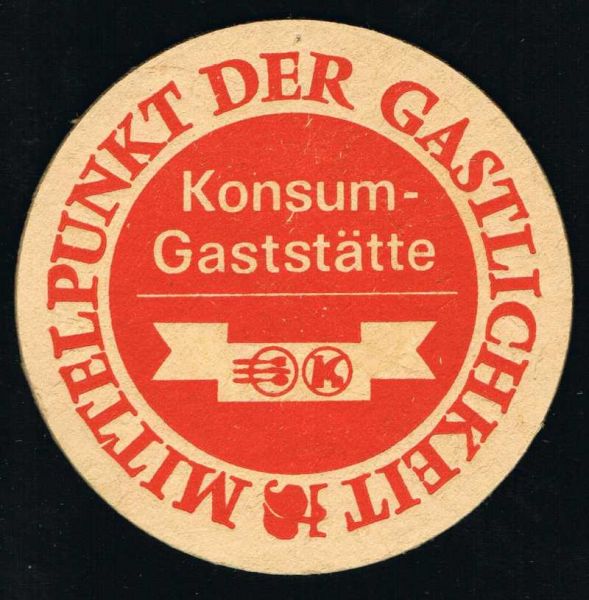 MITTELPUNKT DER GASTLICHKEIT
Konsum-
Gaststätte
K